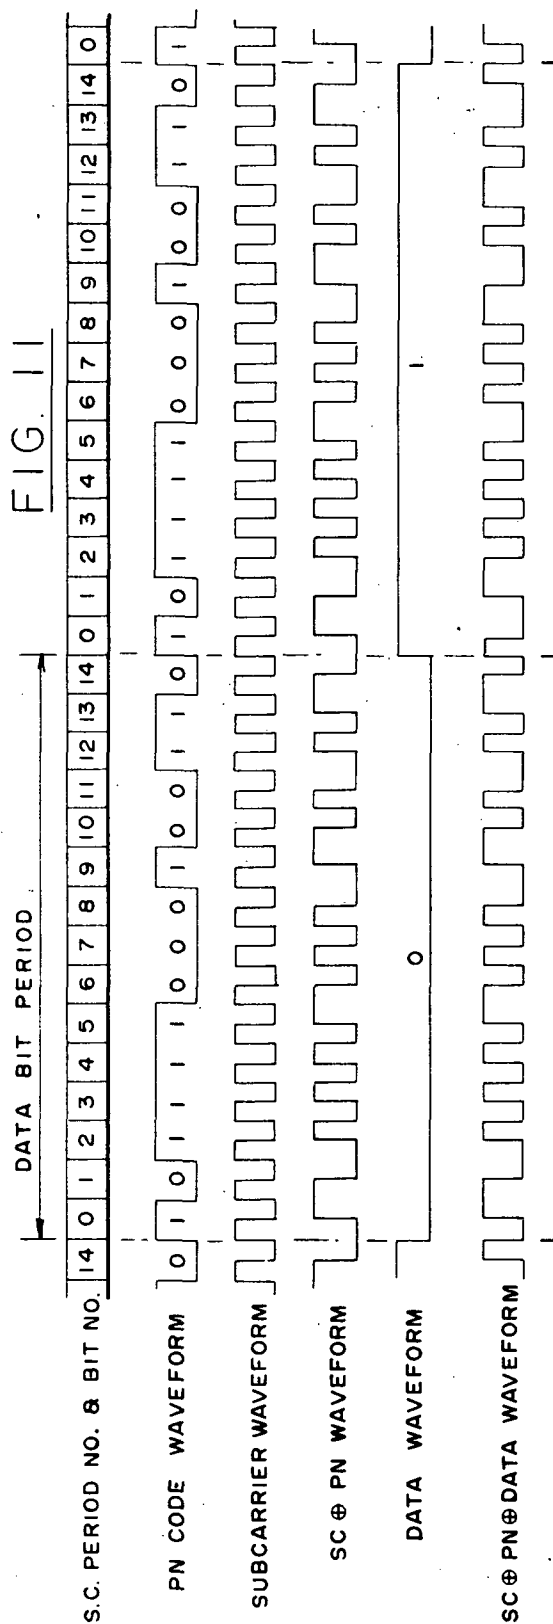 FIG. 11
DATA BIT PERIOD
S.C. PERIOD NO. & BIT NO. 14 0 1 2 3 4 5 6 7 8 9 10 11 12 13 14 0 1 2 3 4 5 6 7 8 9 10 11 12 13 14 0
PN CODE WAVEFORM 0 1 0 1 1 1 1 0 0 0 1 0 0 1 1 0 1 0 1 1 1 1 0 0 0 1 0 0 1 1 0 1
SUBCARRIER WAVEFORM
SC ⊕ PN WAVEFORM
DATA WAVEFORM 0 1
SC ⊕ PN ⊕ DATA WAVEFORM